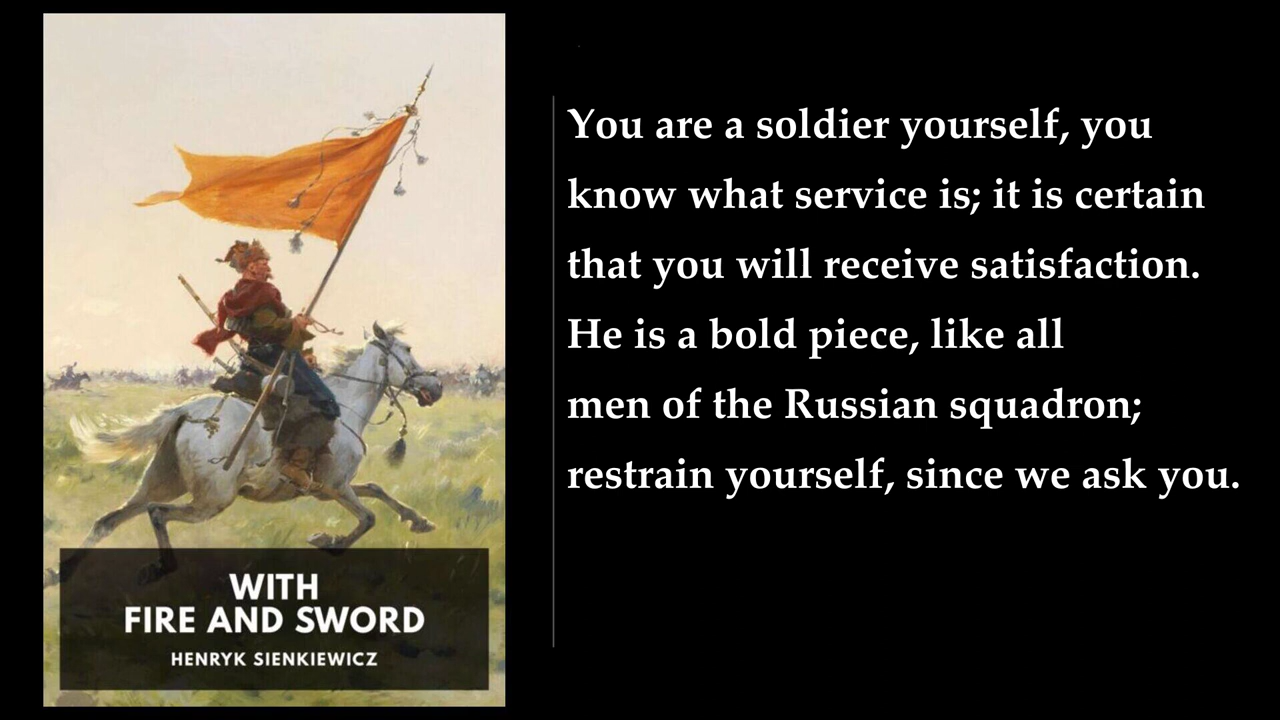 WITH
FIRE AND SWORD
HENRYK SIENKIEWICZ
You are a soldier yourself, you
know what service is; it is certain
that you will receive satisfaction.
He is a bold piece, like all
men of the Russian squadron;
restrain yourself, since we ask you.